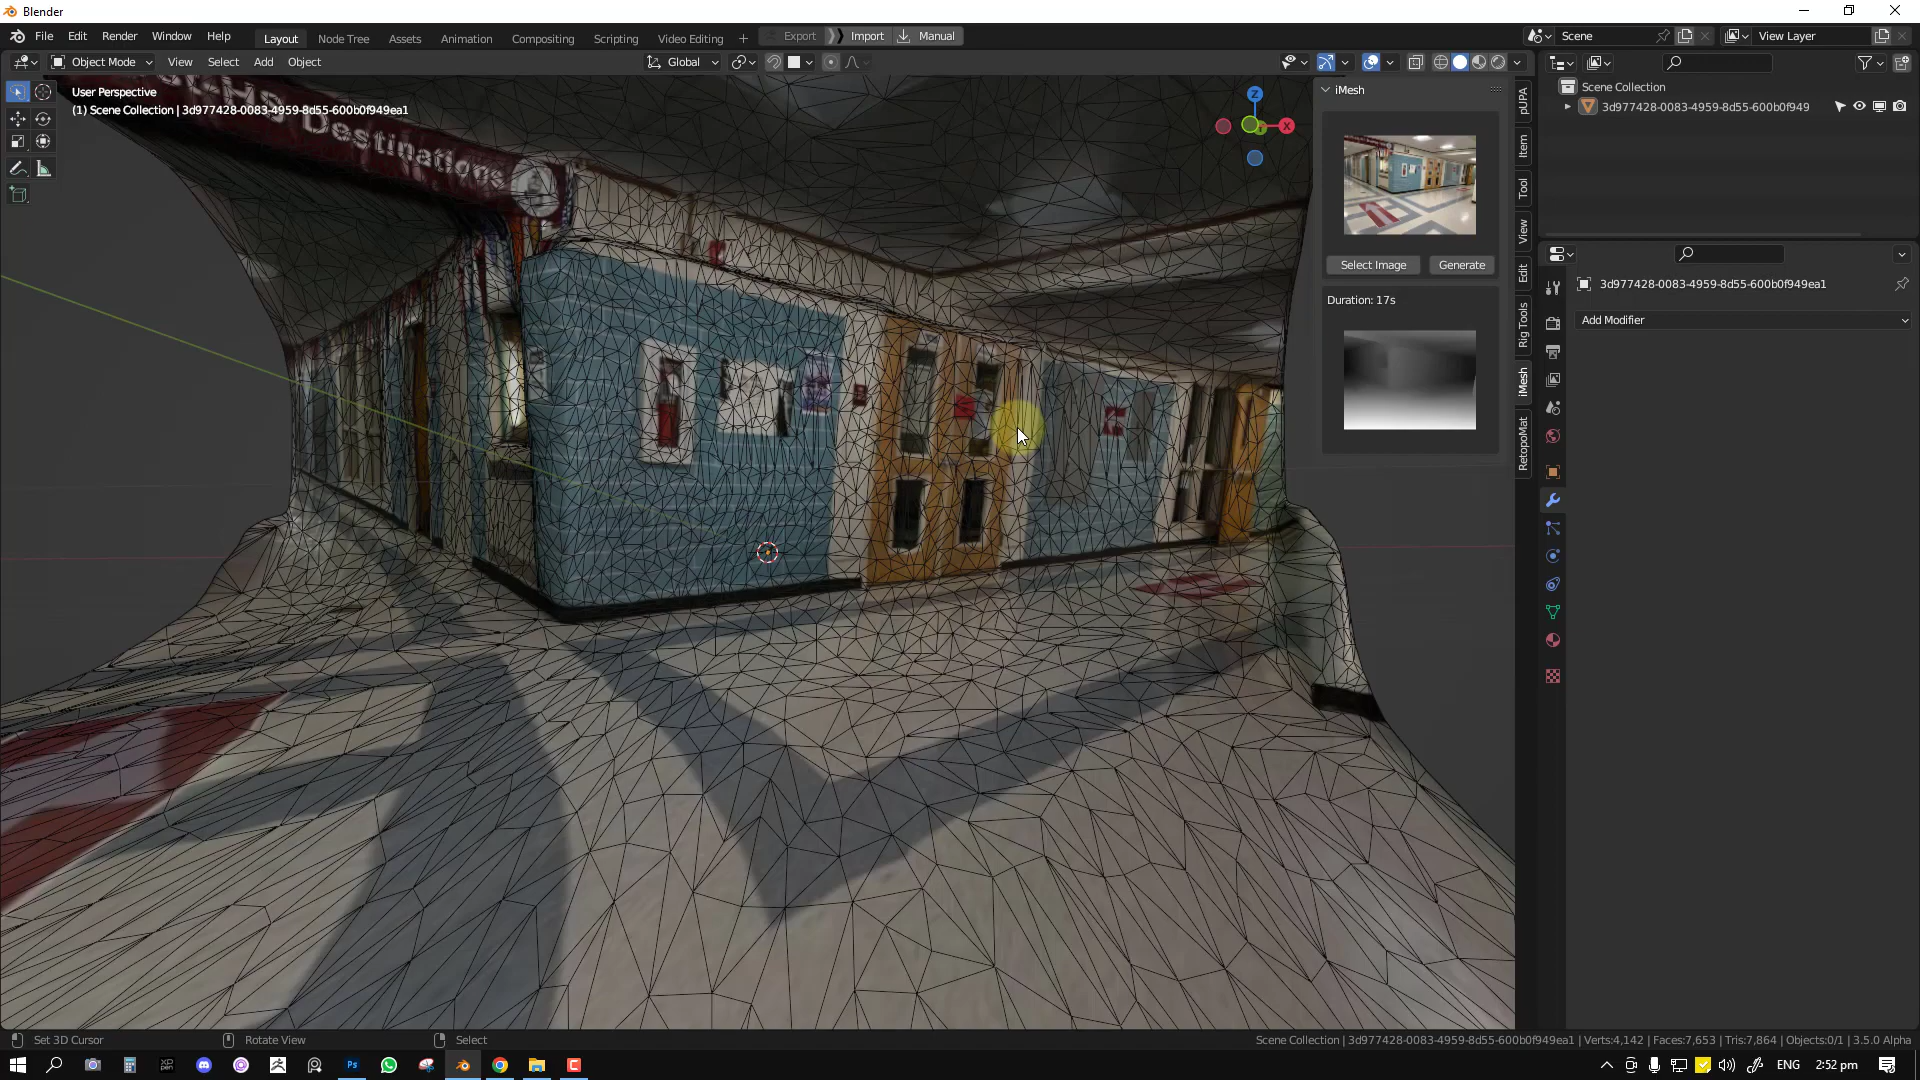 Blender
File Edit Render Window Help
Layout Node Tree Assets Animation Compositing Scripting Video Editing + Export Import Manual
Scene View Layer
Object Mode View Select Add Object
Global
User Perspective
(1) Scene Collection | 3d977428-0083-4959-8d55-600b0f949ea1
Destinations
Z
X
iMesh
Select Image Generate
Duration: 17s
pUPA
Item
Tool
View
Edit
Rig Tools
iMesh
RetopoMat
Scene Collection
3d977428-0083-4959-8d55-600b0f949
3d977428-0083-4959-8d55-600b0f949ea1
Add Modifier
Set 3D Cursor Rotate View Select
Scene Collection | 3d977428-0083-4959-8d55-600b0f949ea1 | Verts:4,142 | Faces:7,653 | Tris:7,864 | Objects:0/1 | 3.5.0 Alpha
Ps
ENG 2:52 pm